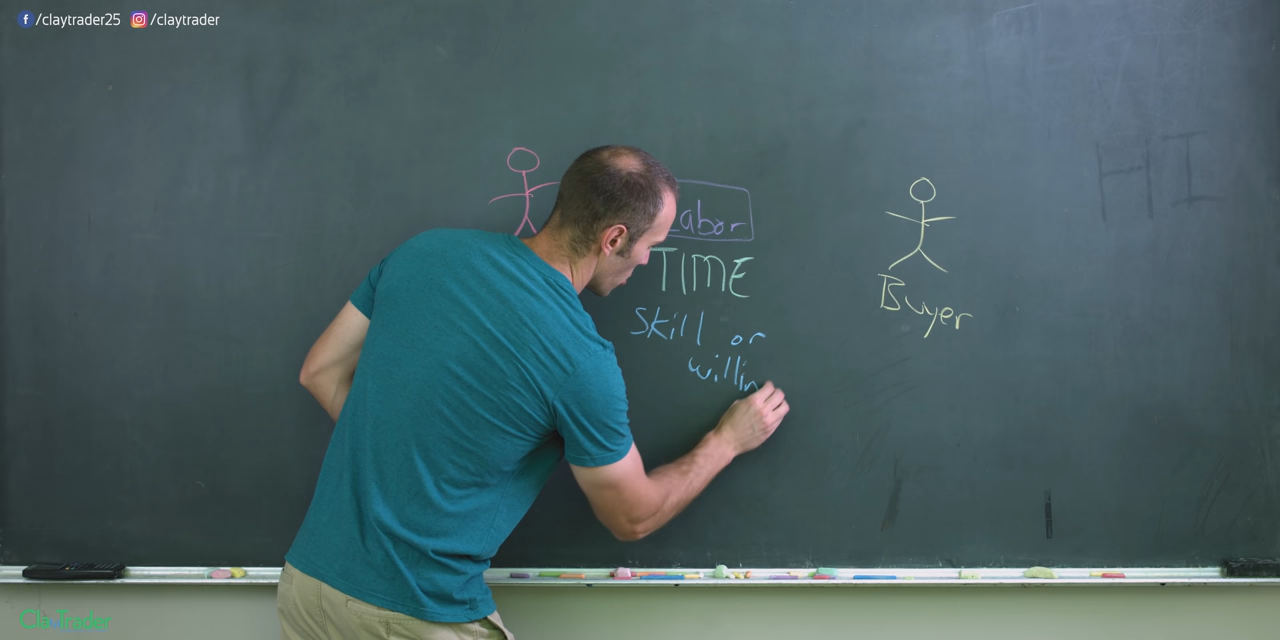 /claytrader25 /claytrader
Labor
TIME
Skill or
willin
Buyer
HI
ClayTrader